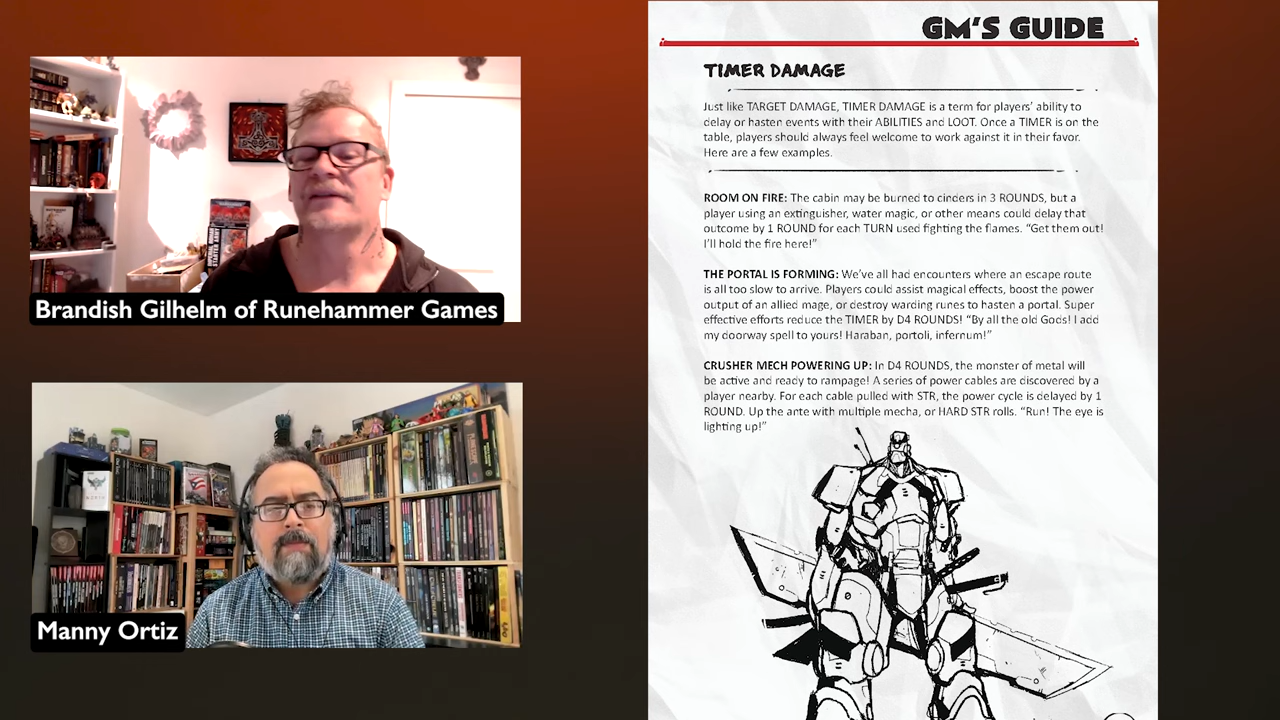 GM'S GUIDE
TIMER DAMAGE
Just like TARGET DAMAGE, TIMER DAMAGE is a term for players' ability to
delay or hasten events with their ABILITIES and LOOT. Once a TIMER is on the
table, players should always feel welcome to work against it in their favor.
Here are a few examples.
ROOM ON FIRE: The cabin may be burned to cinders in 3 ROUNDS, but a
player using an extinguisher, water magic, or other means could delay that
outcome by 1 ROUND for each TURN used fighting the flames. "Get them out!
I'll hold the fire here!"
THE PORTAL IS FORMING: We've all had encounters where an escape route
is all too slow to arrive. Players could assist magical effects, boost the power
output of an allied mage, or destroy warding runes to hasten a portal. Super
effective efforts reduce the TIMER by D4 ROUNDS! "By all the old Gods! I add
my doorway spell to yours! Haraban, portoli, infernum!"
CRUSHER MECH POWERING UP: In D4 ROUNDS, the monster of metal will
be active and ready to rampage! A series of power cables are discovered by a
player nearby. For each cable pulled with STR, the power cycle is delayed by 1
ROUND. Up the ante with multiple mecha, or HARD STR rolls. "Run! The eye is
lighting up!"
Brandish Gilhelm of Runehammer Games
Manny Ortiz